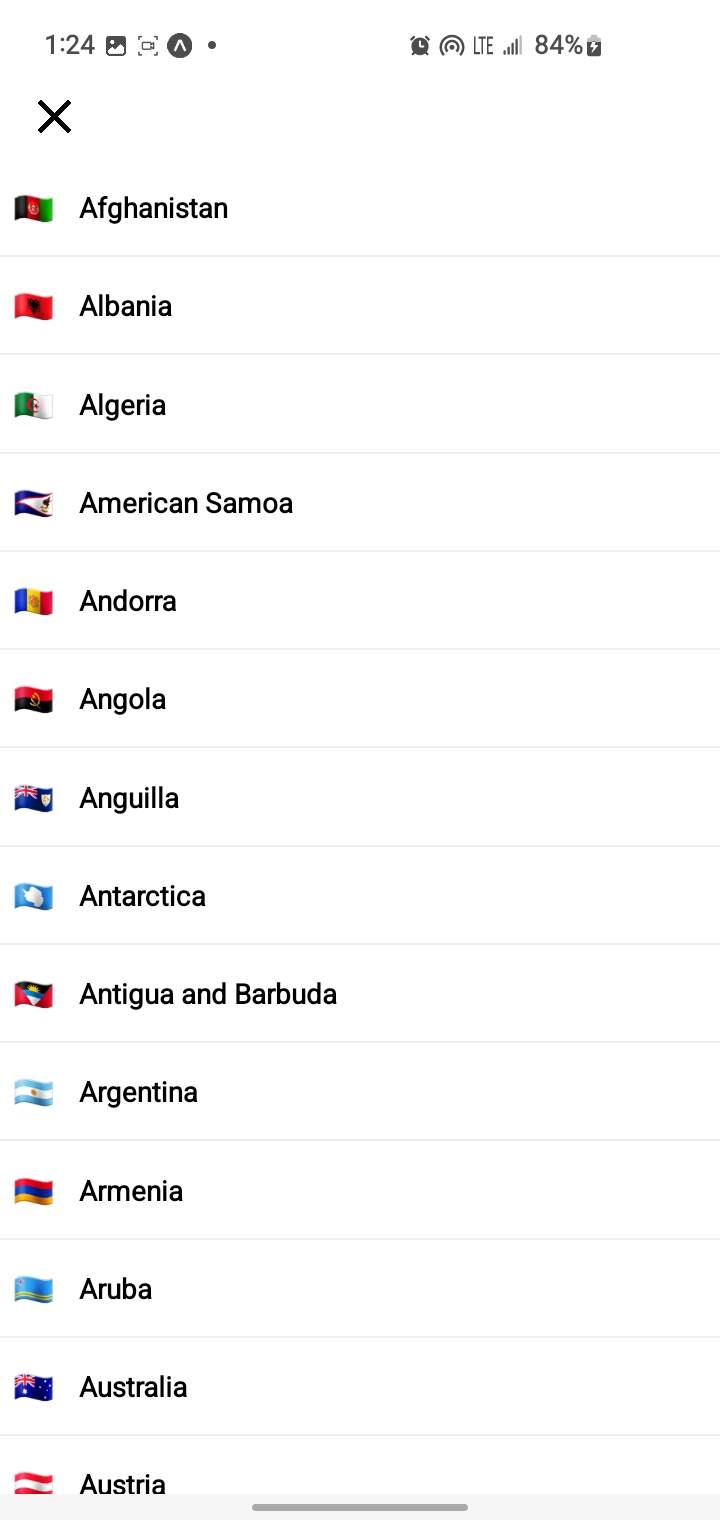 1:24 LTE 84%
Afghanistan
Albania
Algeria
American Samoa
Andorra
Angola
Anguilla
Antarctica
Antigua and Barbuda
Argentina
Armenia
Aruba
Australia
Austria